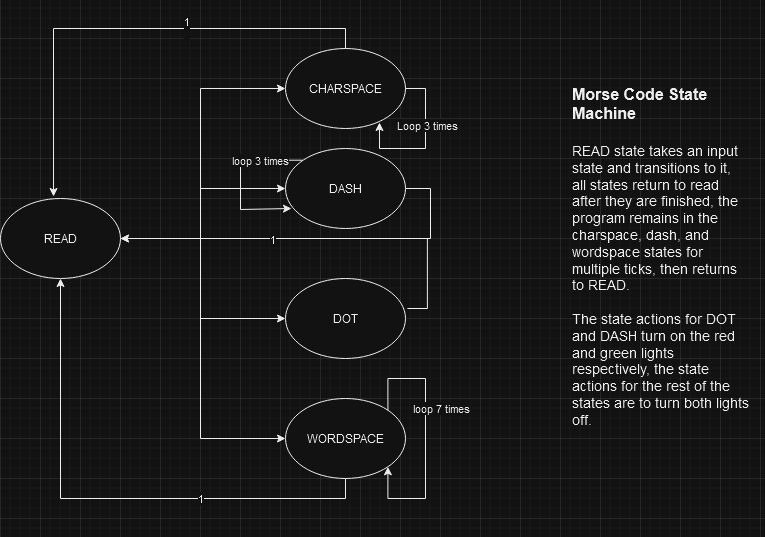 1
CHARSPACE
Loop 3 times
loop 3 times
DASH
READ
1
DOT
loop 7 times
WORDSPACE
1
Morse Code State
Machine
READ state takes an input
state and transitions to it,
all states return to read
after they are finished, the
program remains in the
charspace, dash, and
wordspace states for
multiple ticks, then returns
to READ.
The state actions for DOT
and DASH turn on the red
and green lights
respectively, the state
actions for the rest of the
states are to turn both lights
off.